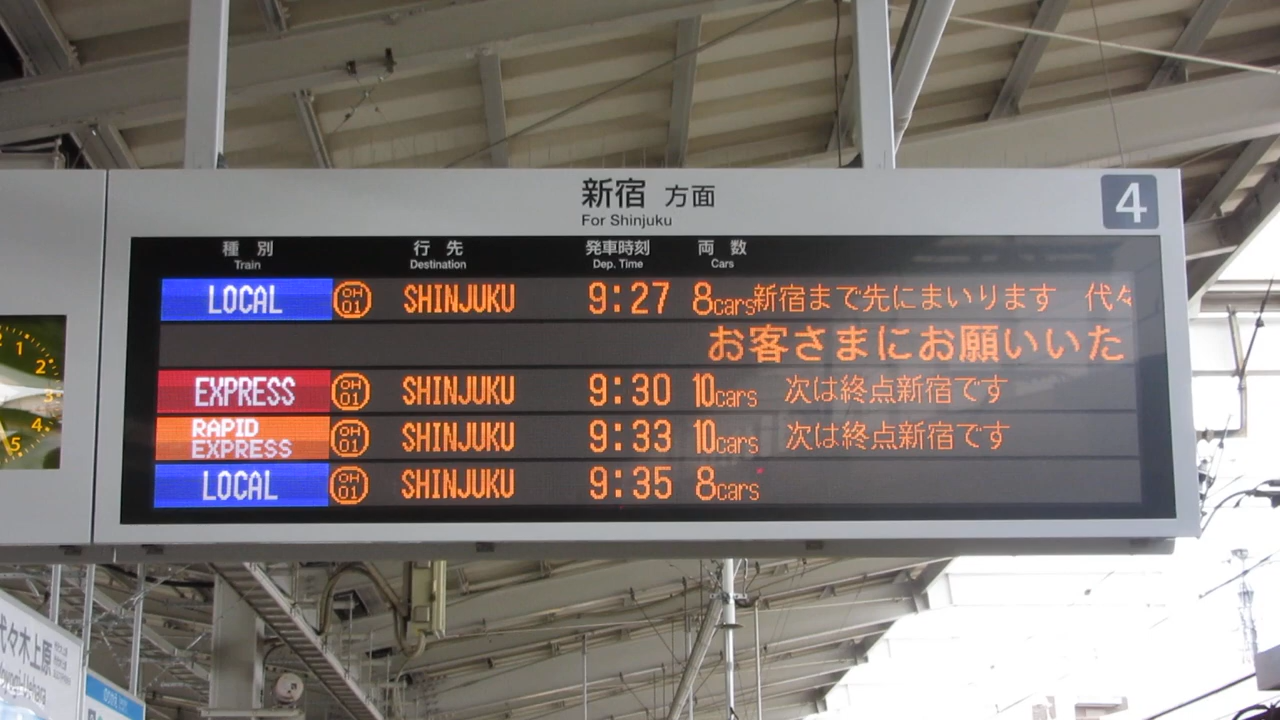 新宿 方面
For Shinjuku
4
種別 行先 発車時刻 両数
Train Destination Dep. Time Cars
LOCAL OH 01 SHINJUKU 9:27 8cars 新宿まで先にまいります 代々
お客さまにお願いいた
EXPRESS OH 01 SHINJUKU 9:30 10cars 次は終点新宿です
RAPID EXPRESS OH 01 SHINJUKU 9:33 10cars 次は終点新宿です
LOCAL OH 01 SHINJUKU 9:35 8cars
1
2
3
4
5
代々木上原